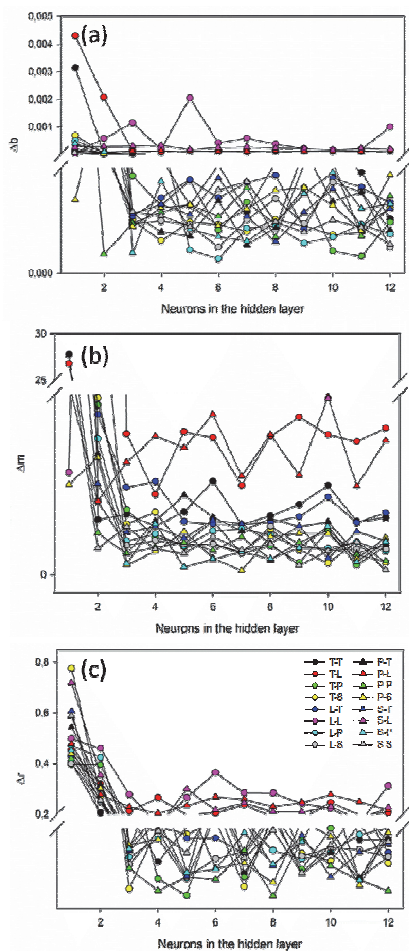 (a)
0,005
0,004
0,003
0,002
0,001
0,000
Δb
2 4 6 8 10 12
Neurons in the hidden layer
(b)
30
25
0
Δm
2 4 6 8 10 12
Neurons in the hidden layer
(c)
0,8
0,6
0,4
0,2
Δr
T-T P-T
T-L P-L
T-P P-P
T-S P-S
L-T S-T
L-L S-L
L-P S-P
L-S S-S
0 2 4 6 8 10 12
Neurons in the hidden layer